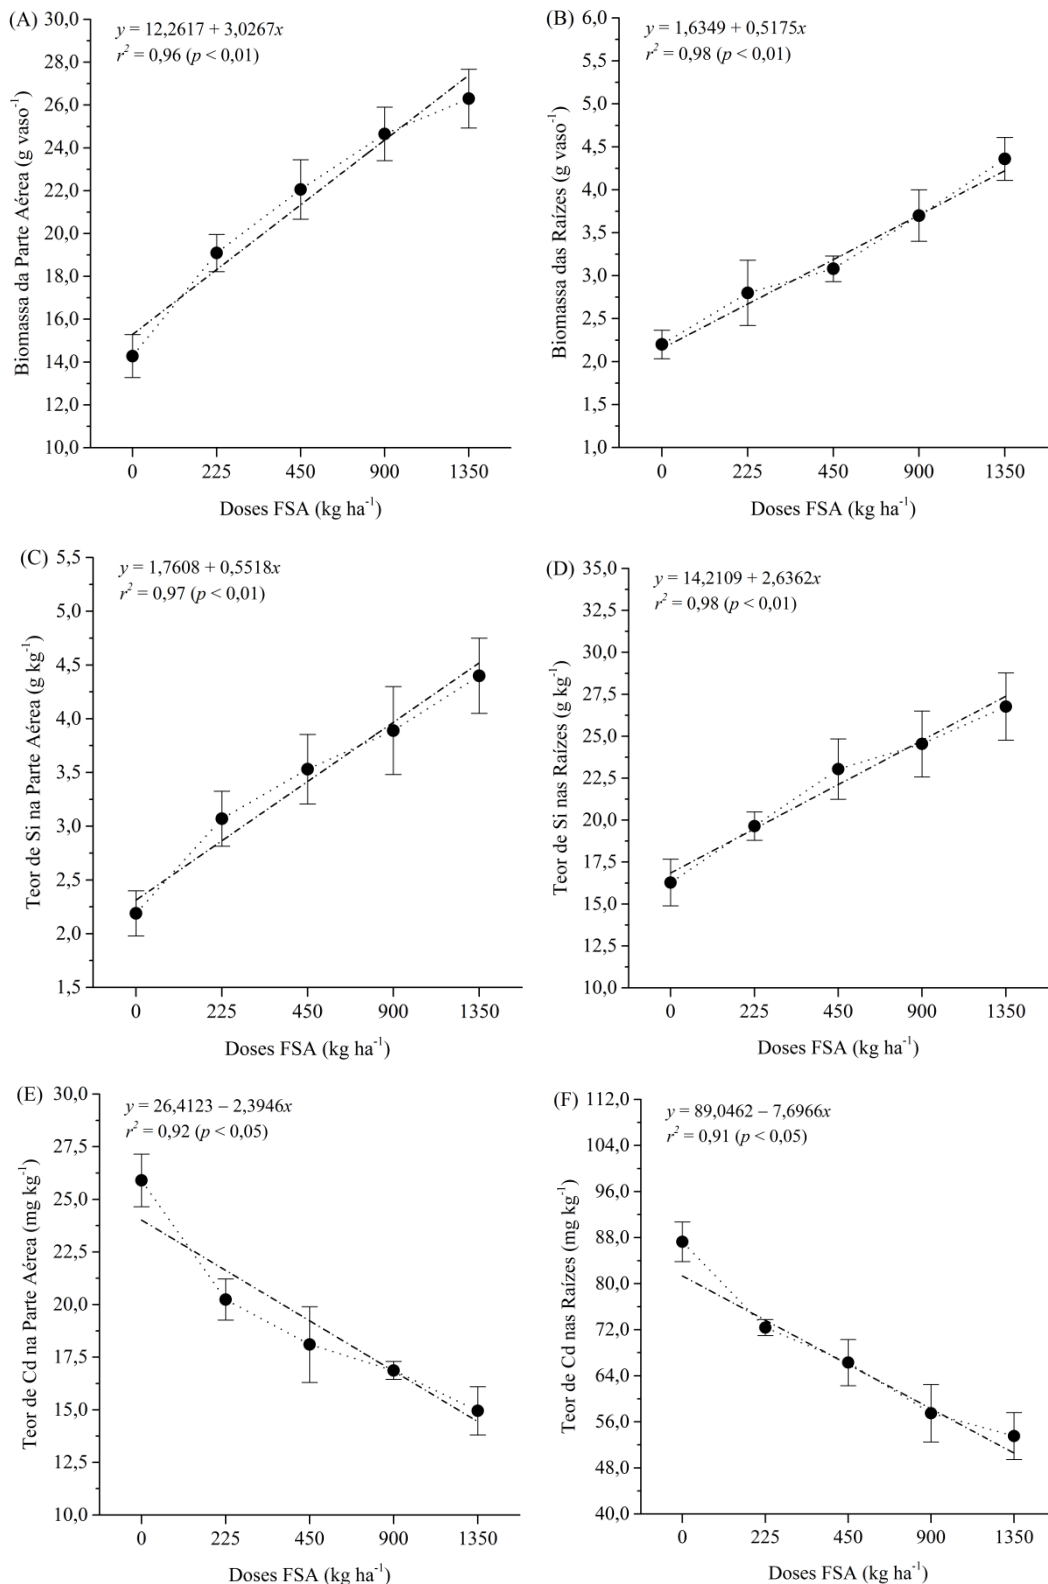 (A)
y = 12,2617 + 3,0267x
r² = 0,96 (p < 0,01)
30,0
28,0
26,0
24,0
22,0
20,0
18,0
16,0
14,0
12,0
10,0
Biomassa da Parte Aérea (g vaso⁻¹)
0 225 450 900 1350
Doses FSA (kg ha⁻¹)
(B)
y = 1,6349 + 0,5175x
r² = 0,98 (p < 0,01)
6,0
5,5
5,0
4,5
4,0
3,5
3,0
2,5
2,0
1,5
1,0
Biomassa das Raízes (g vaso⁻¹)
0 225 450 900 1350
Doses FSA (kg ha⁻¹)
(C)
y = 1,7608 + 0,5518x
r² = 0,97 (p < 0,01)
5,5
5,0
4,5
4,0
3,5
3,0
2,5
2,0
1,5
Teor de Si na Parte Aérea (g kg⁻¹)
0 225 450 900 1350
Doses FSA (kg ha⁻¹)
(D)
y = 14,2109 + 2,6362x
r² = 0,98 (p < 0,01)
35,0
32,5
30,0
27,5
25,0
22,5
20,0
17,5
15,0
12,5
10,0
Teor de Si nas Raízes (g kg⁻¹)
0 225 450 900 1350
Doses FSA (kg ha⁻¹)
(E)
y = 26,4123 − 2,3946x
r² = 0,92 (p < 0,05)
30,0
27,5
25,0
22,5
20,0
17,5
15,0
12,5
10,0
Teor de Cd na Parte Aérea (mg kg⁻¹)
0 225 450 900 1350
Doses FSA (kg ha⁻¹)
(F)
y = 89,0462 − 7,6966x
r² = 0,91 (p < 0,05)
112,0
104,0
96,0
88,0
80,0
72,0
64,0
56,0
48,0
40,0
Teor de Cd nas Raízes (mg kg⁻¹)
0 225 450 900 1350
Doses FSA (kg ha⁻¹)